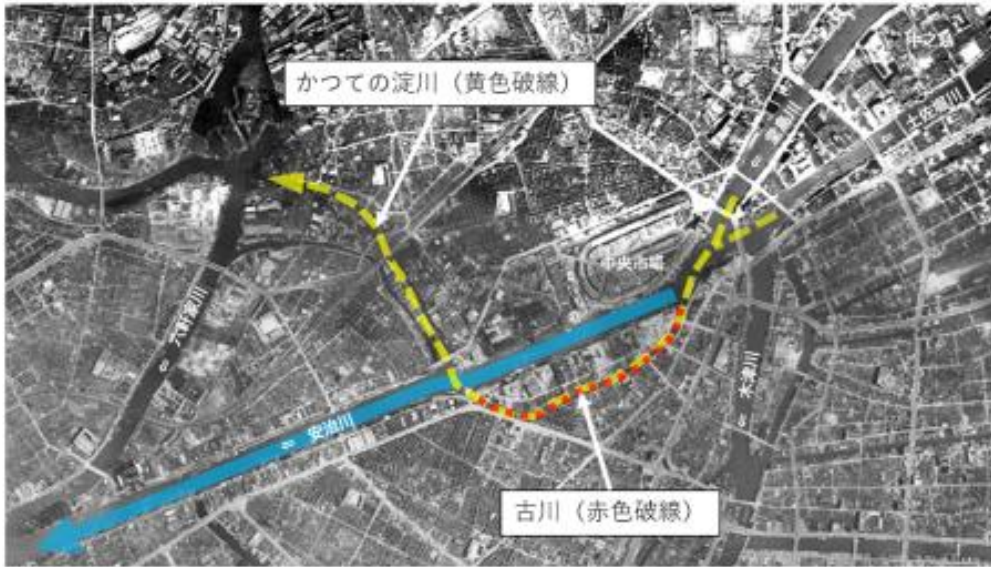 かつての淀川（黄色破線）
土佐堀川
中央市場
六軒家川
木津川
安治川
古川（赤色破線）